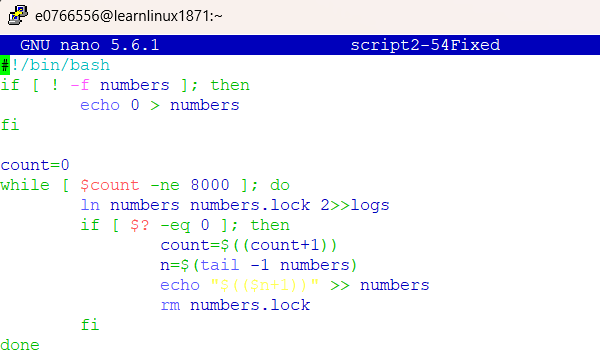 e0766556@learnlinux1871:~
GNU nano 5.6.1 script2-54Fixed
#!/bin/bash
if [ ! -f numbers ]; then
        echo 0 > numbers
fi

count=0
while [ $count -ne 8000 ]; do
        ln numbers numbers.lock 2>>logs
        if [ $? -eq 0 ]; then
                count=$((count+1))
                n=$(tail -1 numbers)
                echo "$(($n+1))" >> numbers
                rm numbers.lock
        fi
done